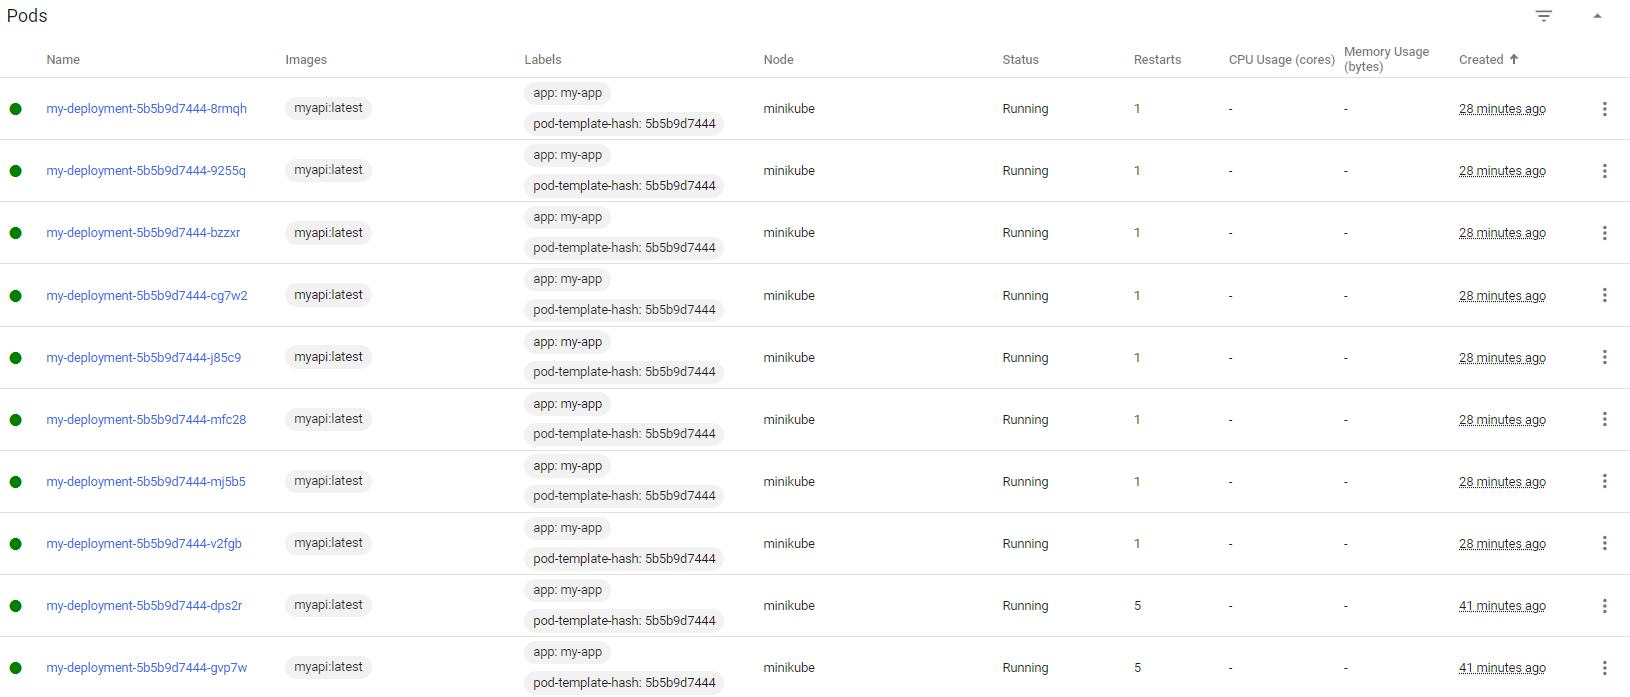 Pods
Name Images Labels Node Status Restarts CPU Usage (cores) Memory Usage (bytes) Created
my-deployment-5b5b9d7444-8rmqh myapi:latest app: my-app pod-template-hash: 5b5b9d7444 minikube Running 1 - - 28 minutes ago
my-deployment-5b5b9d7444-9255q myapi:latest app: my-app pod-template-hash: 5b5b9d7444 minikube Running 1 - - 28 minutes ago
my-deployment-5b5b9d7444-bzzxr myapi:latest app: my-app pod-template-hash: 5b5b9d7444 minikube Running 1 - - 28 minutes ago
my-deployment-5b5b9d7444-cg7w2 myapi:latest app: my-app pod-template-hash: 5b5b9d7444 minikube Running 1 - - 28 minutes ago
my-deployment-5b5b9d7444-j85c9 myapi:latest app: my-app pod-template-hash: 5b5b9d7444 minikube Running 1 - - 28 minutes ago
my-deployment-5b5b9d7444-mfc28 myapi:latest app: my-app pod-template-hash: 5b5b9d7444 minikube Running 1 - - 28 minutes ago
my-deployment-5b5b9d7444-mj5b5 myapi:latest app: my-app pod-template-hash: 5b5b9d7444 minikube Running 1 - - 28 minutes ago
my-deployment-5b5b9d7444-v2fgb myapi:latest app: my-app pod-template-hash: 5b5b9d7444 minikube Running 1 - - 28 minutes ago
my-deployment-5b5b9d7444-dps2r myapi:latest app: my-app pod-template-hash: 5b5b9d7444 minikube Running 5 - - 41 minutes ago
my-deployment-5b5b9d7444-gvp7w myapi:latest app: my-app pod-template-hash: 5b5b9d7444 minikube Running 5 - - 41 minutes ago